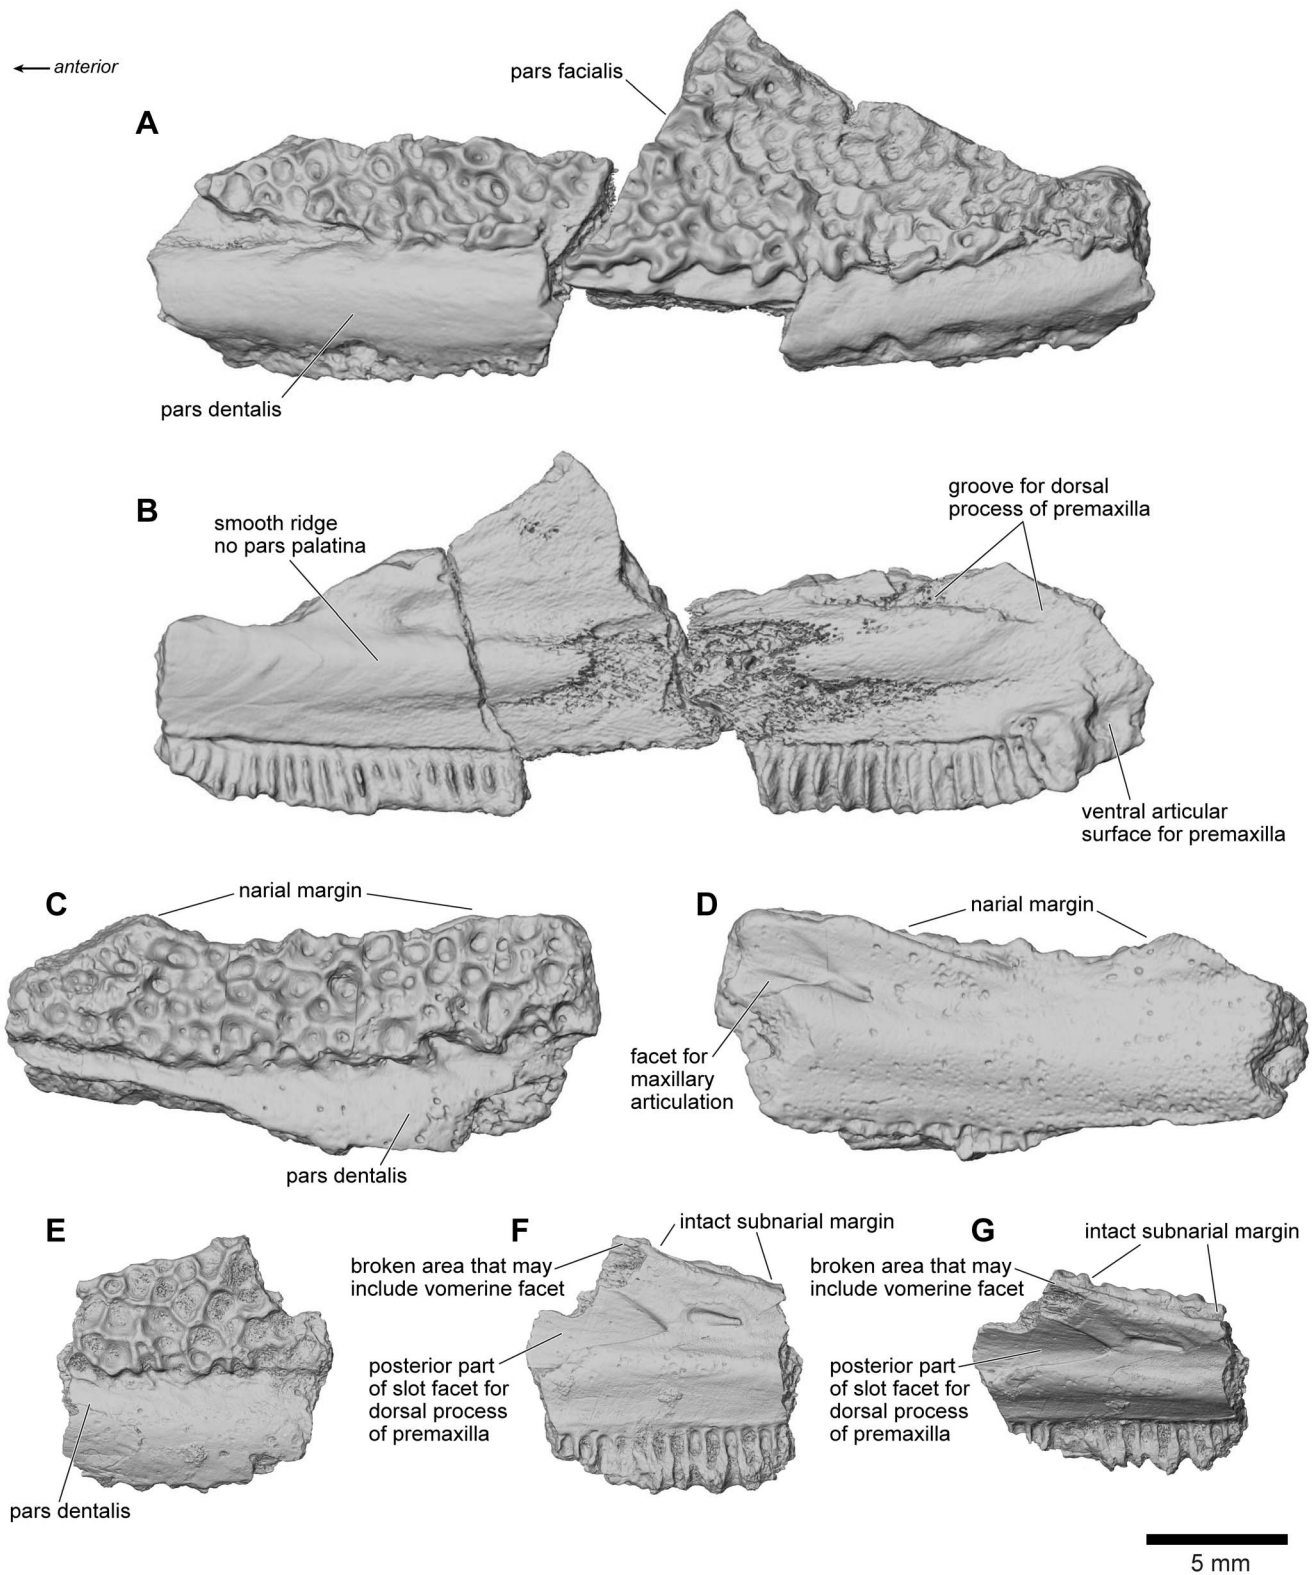 anterior
A
pars facialis
pars dentalis
B
smooth ridge
no pars palatina
groove for dorsal
process of premaxilla
ventral articular
surface for premaxilla
C
narial margin
pars dentalis
D
narial margin
facet for
maxillary
articulation
E
pars dentalis
F
intact subnarial margin
broken area that may
include vomerine facet
posterior part
of slot facet for
dorsal process
of premaxilla
G
intact subnarial margin
broken area that may
include vomerine facet
posterior part
of slot facet for
dorsal process
of premaxilla
5 mm